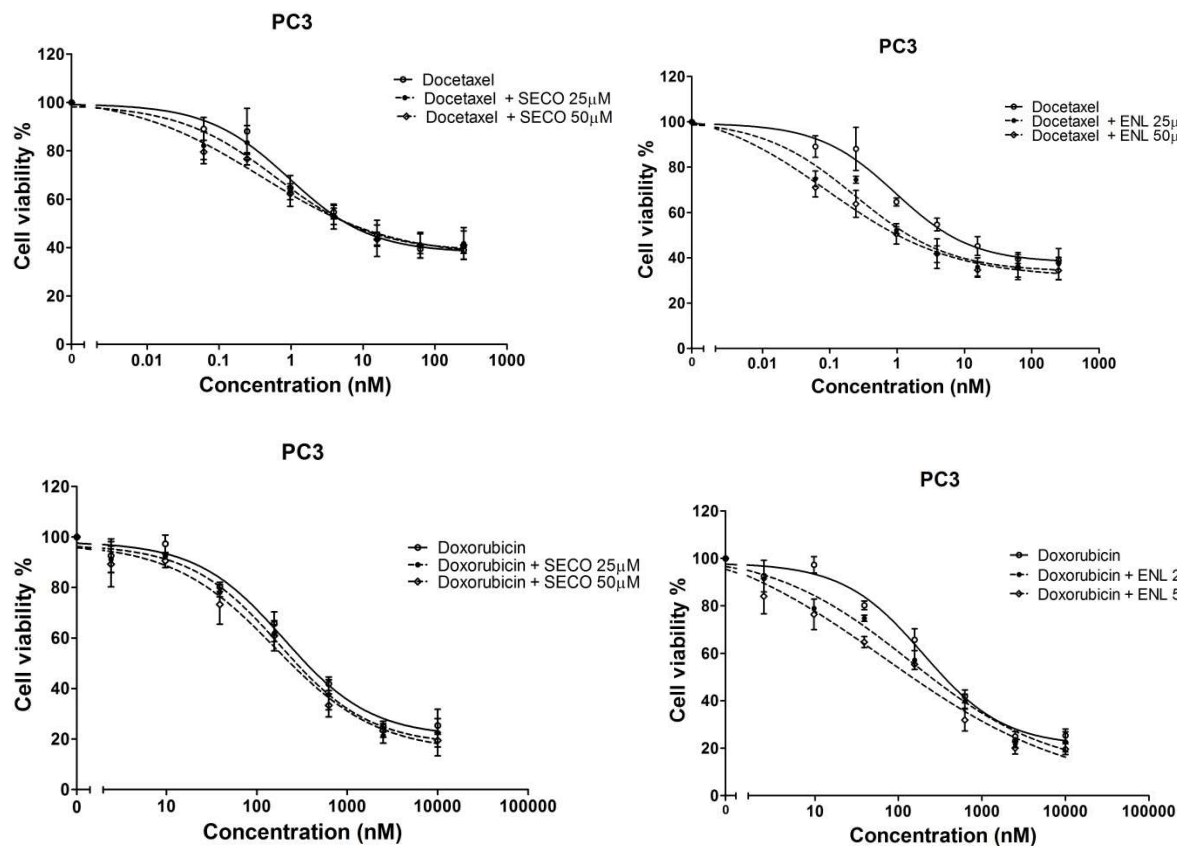 PC3
120
100
80
60
40
20
0
Cell viability %
0
0.01
0.1
1
10
100
1000
Concentration (nM)
Docetaxel
Docetaxel + SECO 25μM
Docetaxel + SECO 50μM
PC3
120
100
80
60
40
20
0
Cell viability %
0
0.01
0.1
1
10
100
1000
Concentration (nM)
Docetaxel
Docetaxel + ENL 25μ
Docetaxel + ENL 50μ
PC3
120
100
80
60
40
20
0
Cell viability %
0
10
100
1000
10000
100000
Concentration (nM)
Doxorubicin
Doxorubicin + SECO 25μM
Doxorubicin + SECO 50μM
PC3
120
100
80
60
40
20
0
Cell viability %
0
10
100
1000
10000
100000
Concentration (nM)
Doxorubicin
Doxorubicin + ENL 2
Doxorubicin + ENL 5